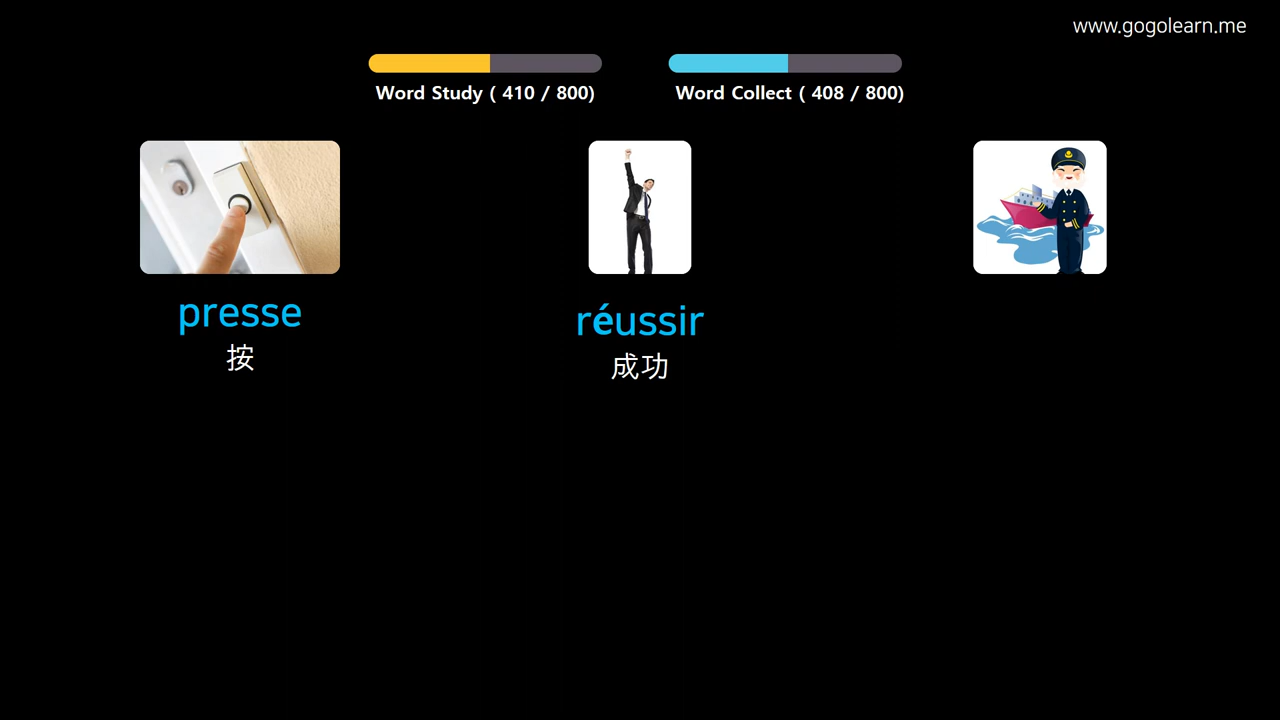 www.gogolearn.me
Word Study ( 410 / 800)
Word Collect ( 408 / 800)
presse
按
réussir
成功